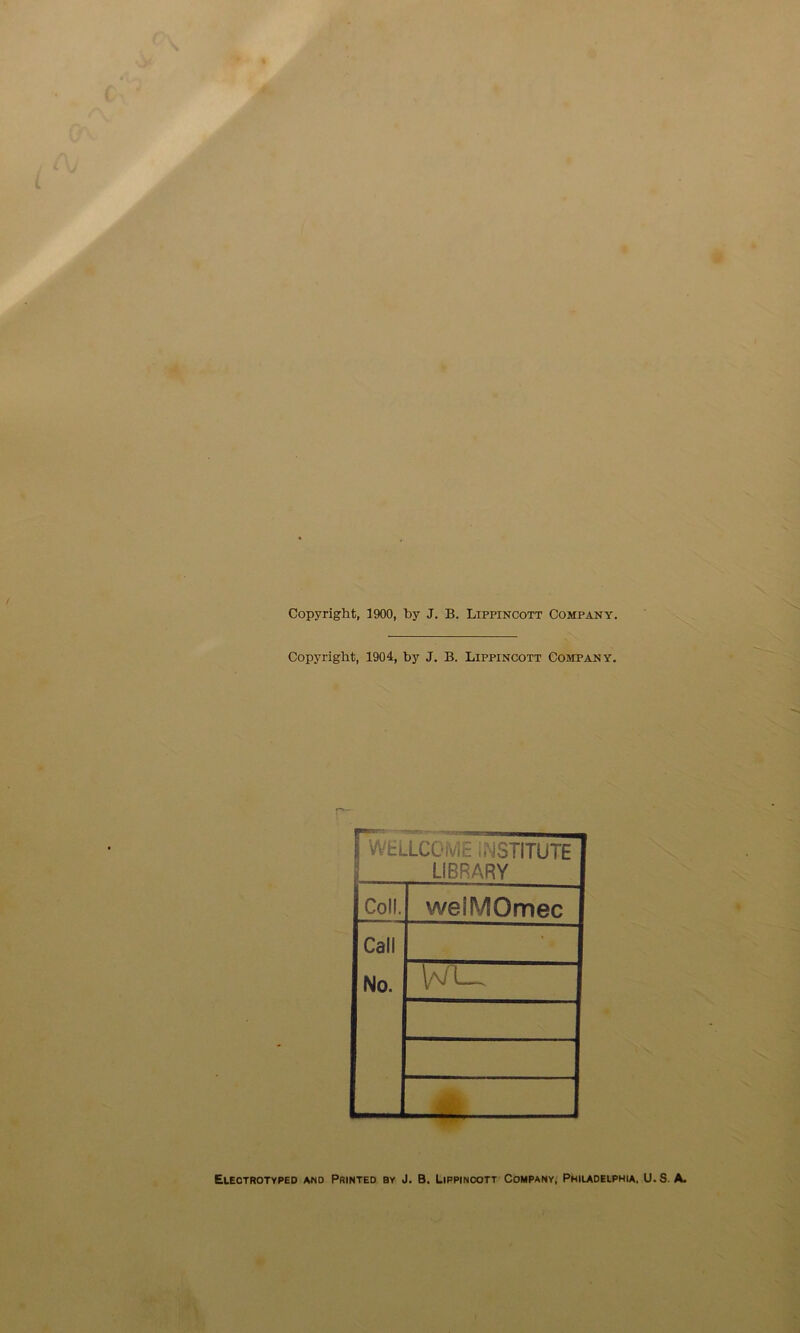 Copyright, 1900, by J. B. Lippincott Company.
Copyright, 1904, by J. B. Lippincott Company.
WELLCOME INSTITUTE
LIBRARY
Coll. welMOmec
Call
No. WL
Electrotyped and Printed by J. B. Lippincott Company, Philadelphia, U. S. A.